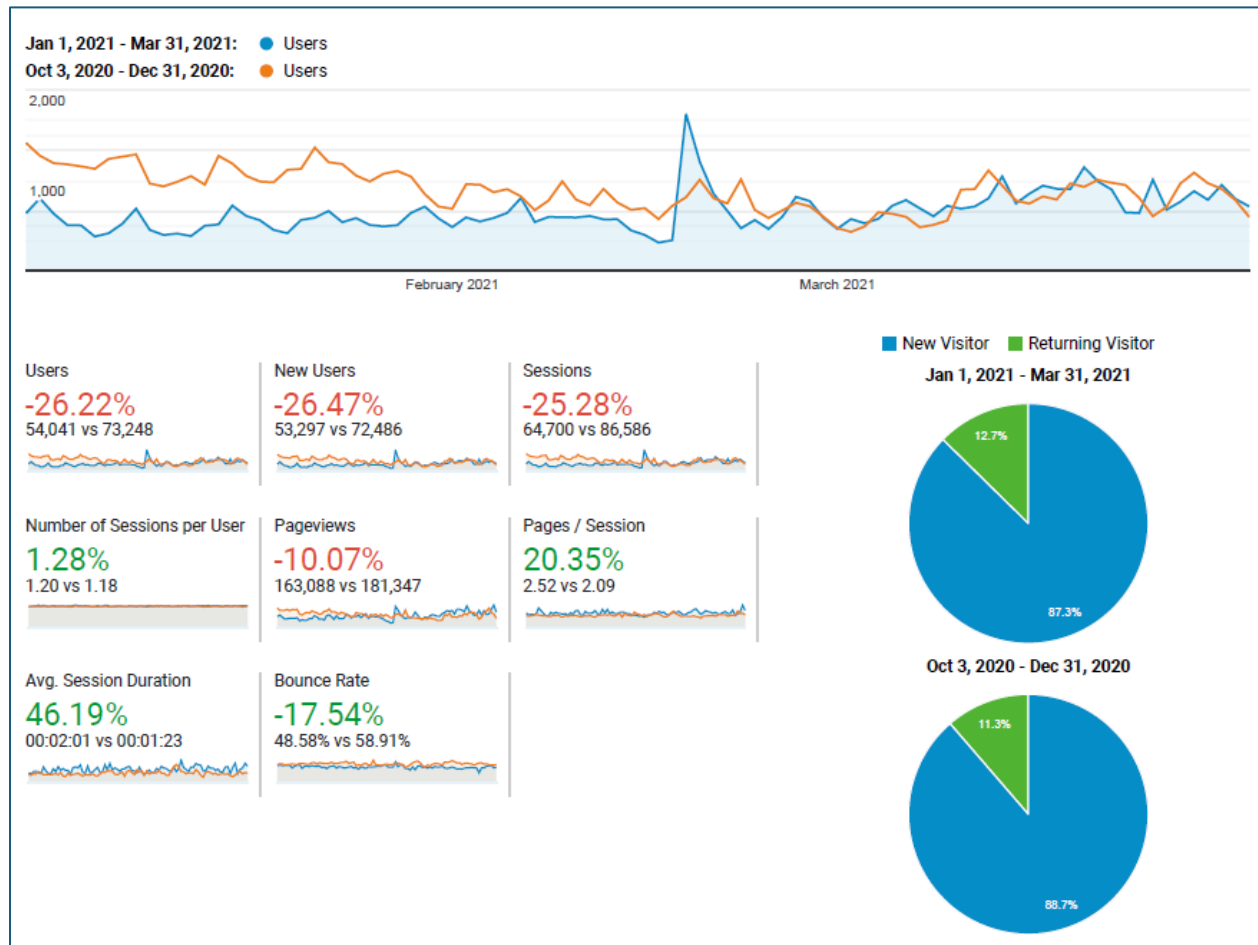 Jan 1, 2021 - Mar 31, 2021: Users
Oct 3, 2020 - Dec 31, 2020: Users
2,000
1,000
February 2021
March 2021
New Visitor Returning Visitor
Jan 1, 2021 - Mar 31, 2021
12.7%
87.3%
Oct 3, 2020 - Dec 31, 2020
11.3%
88.7%
Users
-26.22%
54,041 vs 73,248
New Users
-26.47%
53,297 vs 72,486
Sessions
-25.28%
64,700 vs 86,586
Number of Sessions per User
1.28%
1.20 vs 1.18
Pageviews
-10.07%
163,088 vs 181,347
Pages / Session
20.35%
2.52 vs 2.09
Avg. Session Duration
46.19%
00:02:01 vs 00:01:23
Bounce Rate
-17.54%
48.58% vs 58.91%